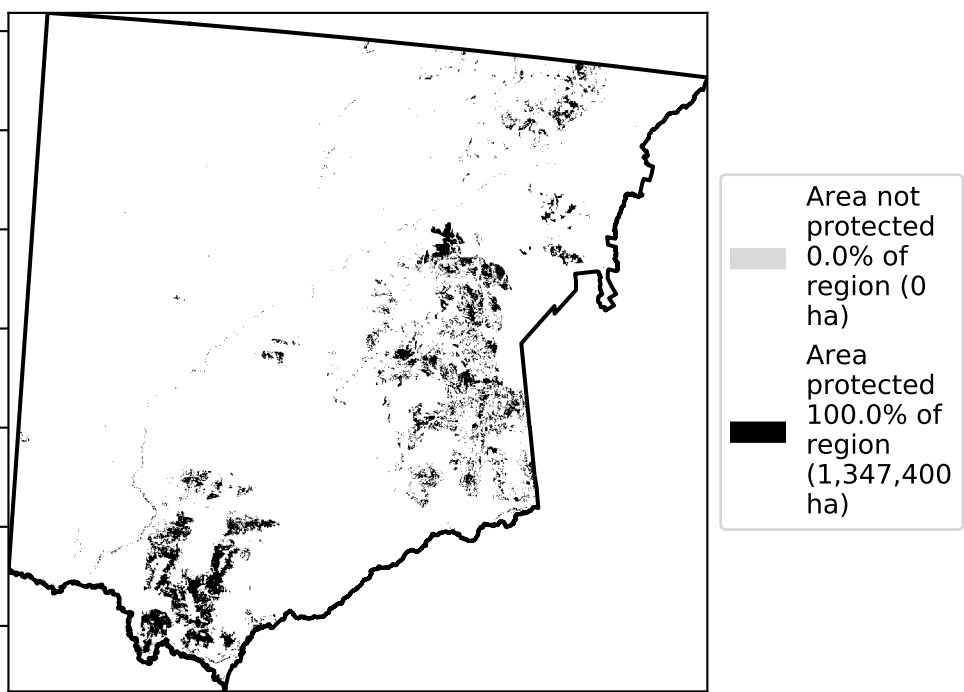 Area not
protected
0.0% of
region (0
ha)
Area
protected
100.0% of
region
(1,347,400
ha)